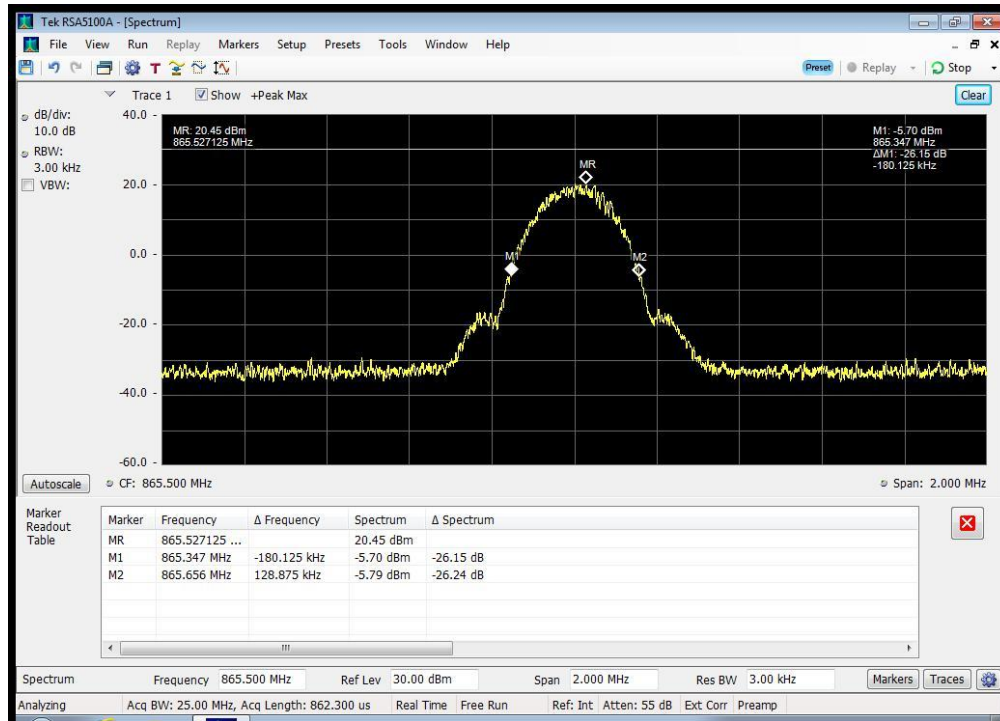 Tek RSA5100A - [Spectrum]
File View Run Replay Markers Setup Presets Tools Window Help
Preset Replay Stop
Trace 1 Show +Peak Max Clear
dB/div:
10.0 dB
RBW:
3.00 kHz
VBW:
40.0
20.0
0.0
-20.0
-40.0
-60.0
MR: 20.45 dBm
865.527125 MHz
M1: -5.70 dBm
865.347 MHz
ΔM1: -26.15 dB
-180.125 kHz
MR
M1
M2
Autoscale CF: 865.500 MHz Span: 2.000 MHz
Marker
Readout
Table
Marker Frequency Δ Frequency Spectrum Δ Spectrum
MR 865.527125 ... 20.45 dBm
M1 865.347 MHz -180.125 kHz -5.70 dBm -26.15 dB
M2 865.656 MHz 128.875 kHz -5.79 dBm -26.24 dB
Spectrum Frequency 865.500 MHz Ref Lev 30.00 dBm Span 2.000 MHz Res BW 3.00 kHz Markers Traces
Analyzing Acq BW: 25.00 MHz, Acq Length: 862.300 us Real Time Free Run Ref: Int Atten: 55 dB Ext Corr Preamp